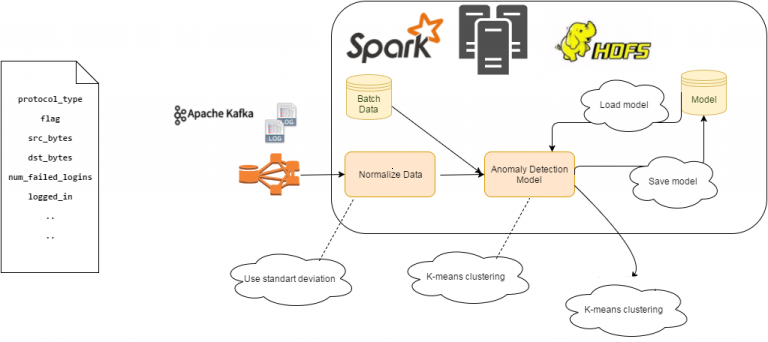 protocol_type
flag
src_bytes
dst_bytes
num_failed_logins
logged_in
..
..
Apache Kafka
LOG
LOG
Spark
HDFS
Batch
Data
Load model
Model
Normalize Data
Anomaly Detection
Model
Save model
Use standart deviation
K-means clustering
K-means clustering